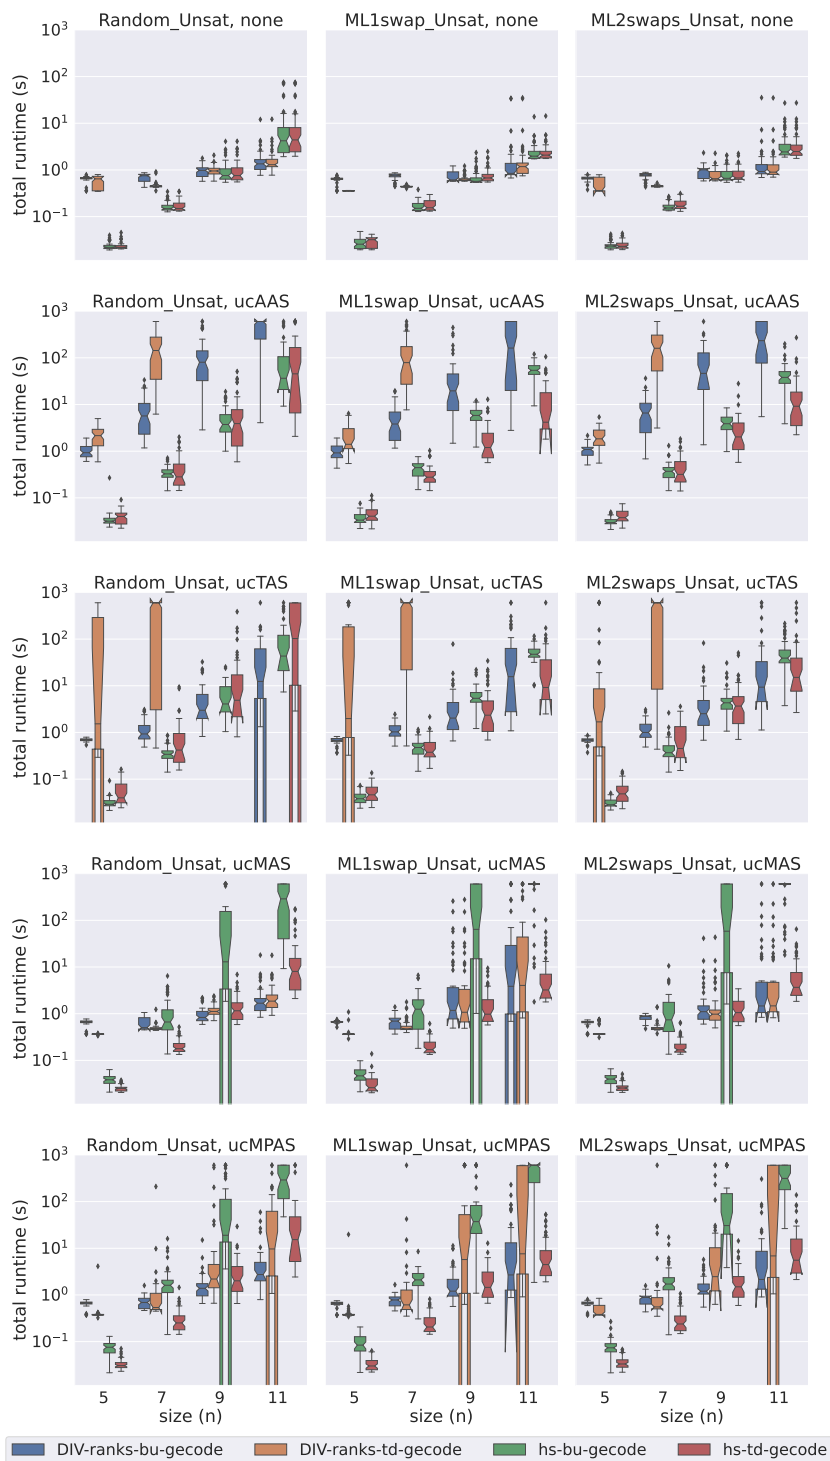 Random_Unsat, none ML1swap_Unsat, none ML2swaps_Unsat, none
total runtime (s)
10³
10²
10¹
10⁰
10⁻¹
Random_Unsat, ucAAS ML1swap_Unsat, ucAAS ML2swaps_Unsat, ucAAS
total runtime (s)
10³
10²
10¹
10⁰
10⁻¹
Random_Unsat, ucTAS ML1swap_Unsat, ucTAS ML2swaps_Unsat, ucTAS
total runtime (s)
10³
10²
10¹
10⁰
10⁻¹
Random_Unsat, ucMAS ML1swap_Unsat, ucMAS ML2swaps_Unsat, ucMAS
total runtime (s)
10³
10²
10¹
10⁰
10⁻¹
Random_Unsat, ucMPAS ML1swap_Unsat, ucMPAS ML2swaps_Unsat, ucMPAS
total runtime (s)
10³
10²
10¹
10⁰
10⁻¹
5 7 9 11 5 7 9 11 5 7 9 11
size (n) size (n) size (n)
DIV-ranks-bu-gecode DIV-ranks-td-gecode hs-bu-gecode hs-td-gecode